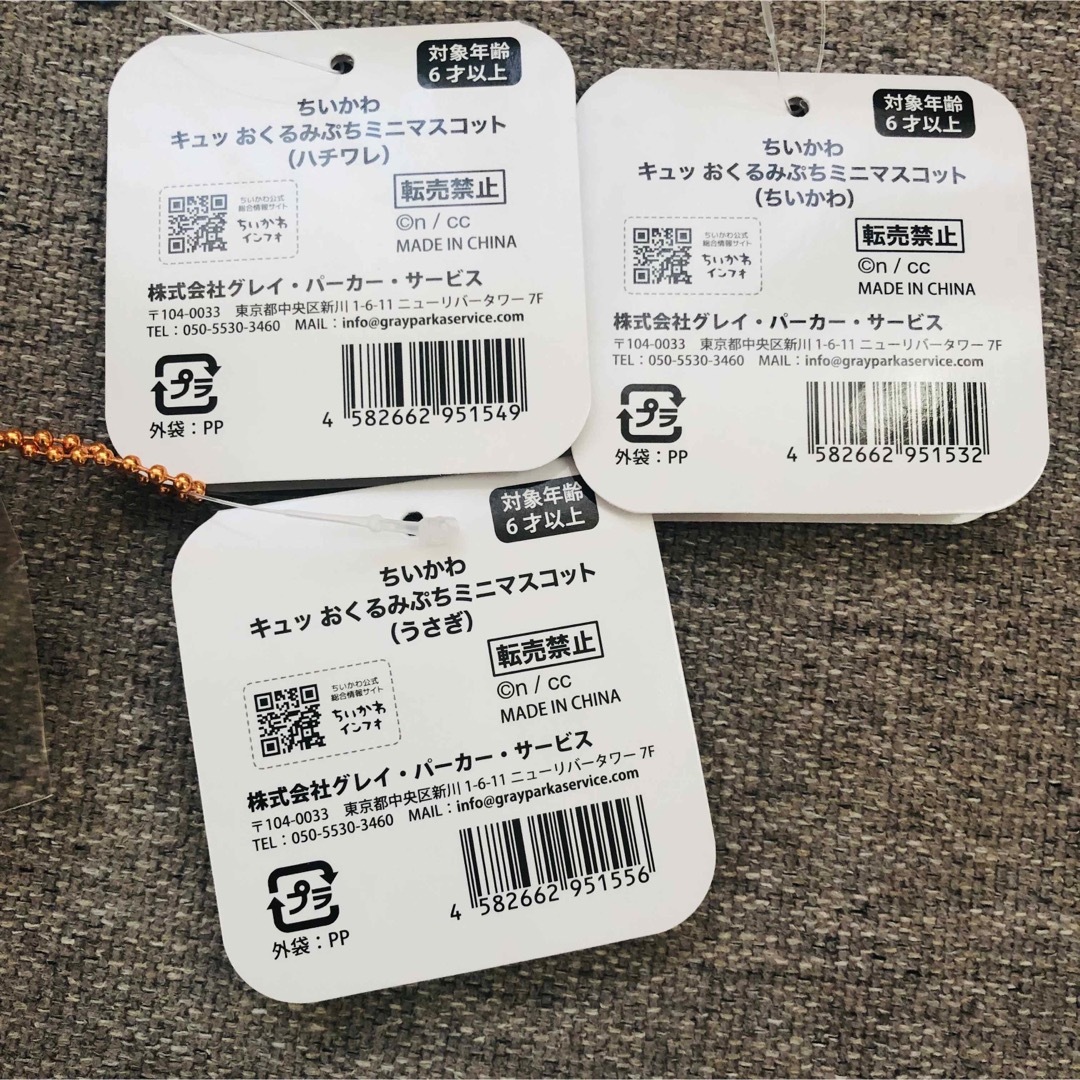 対象年齢
6才以上
ちいかわ
キュッ おくるみぷちミニマスコット
(ハチワレ)
ちいかわ公式
総合情報サイト
ちいかわ
インフォ
転売禁止
©n / cc
MADE IN CHINA
株式会社グレイ・パーカー・サービス
〒104-0033 東京都中央区新川 1-6-11 ニューリバータワー 7F
TEL：050-5530-3460 MAIL：info@grayparkaservice.com
プラ
外袋：PP
4 582662 951549
対象年齢
6才以上
ちいかわ
キュッ おくるみぷちミニマスコット
(ちいかわ)
ちいかわ公式
総合情報サイト
ちいかわ
インフォ
転売禁止
©n / cc
MADE IN CHINA
株式会社グレイ・パーカー・サービス
〒104-0033 東京都中央区新川 1-6-11 ニューリバータワー 7F
TEL：050-5530-3460 MAIL：info@grayparkaservice.com
プラ
外袋：PP
4 582662 951532
対象年齢
6才以上
ちいかわ
キュッ おくるみぷちミニマスコット
(うさぎ)
ちいかわ公式
総合情報サイト
ちいかわ
インフォ
転売禁止
©n / cc
MADE IN CHINA
株式会社グレイ・パーカー・サービス
〒104-0033 東京都中央区新川 1-6-11 ニューリバータワー 7F
TEL：050-5530-3460 MAIL：info@grayparkaservice.com
プラ
外袋：PP
4 582662 951556